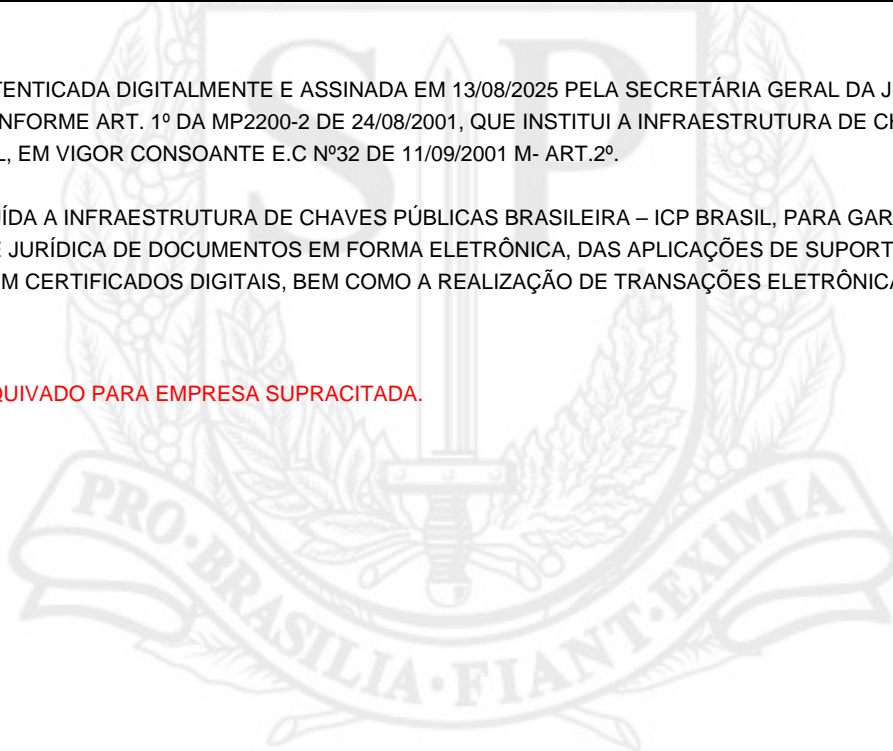 TENTICADA DIGITALMENTE E ASSINADA EM 13/08/2025 PELA SECRETÁRIA GERAL DA J
NFORME ART. 1º DA MP2200-2 DE 24/08/2001, QUE INSTITUI A INFRAESTRUTURA DE CH
L, EM VIGOR CONSOANTE E.C Nº32 DE 11/09/2001 M- ART.2º.
UÍDA A INFRAESTRUTURA DE CHAVES PÚBLICAS BRASILEIRA – ICP BRASIL, PARA GAR
E JURÍDICA DE DOCUMENTOS EM FORMA ELETRÔNICA, DAS APLICAÇÕES DE SUPORT
M CERTIFICADOS DIGITAIS, BEM COMO A REALIZAÇÃO DE TRANSAÇÕES ELETRÔNICA
QUIVADO PARA EMPRESA SUPRACITADA.
SP
PRO·BRASILIA·FIANT·EXIMIA